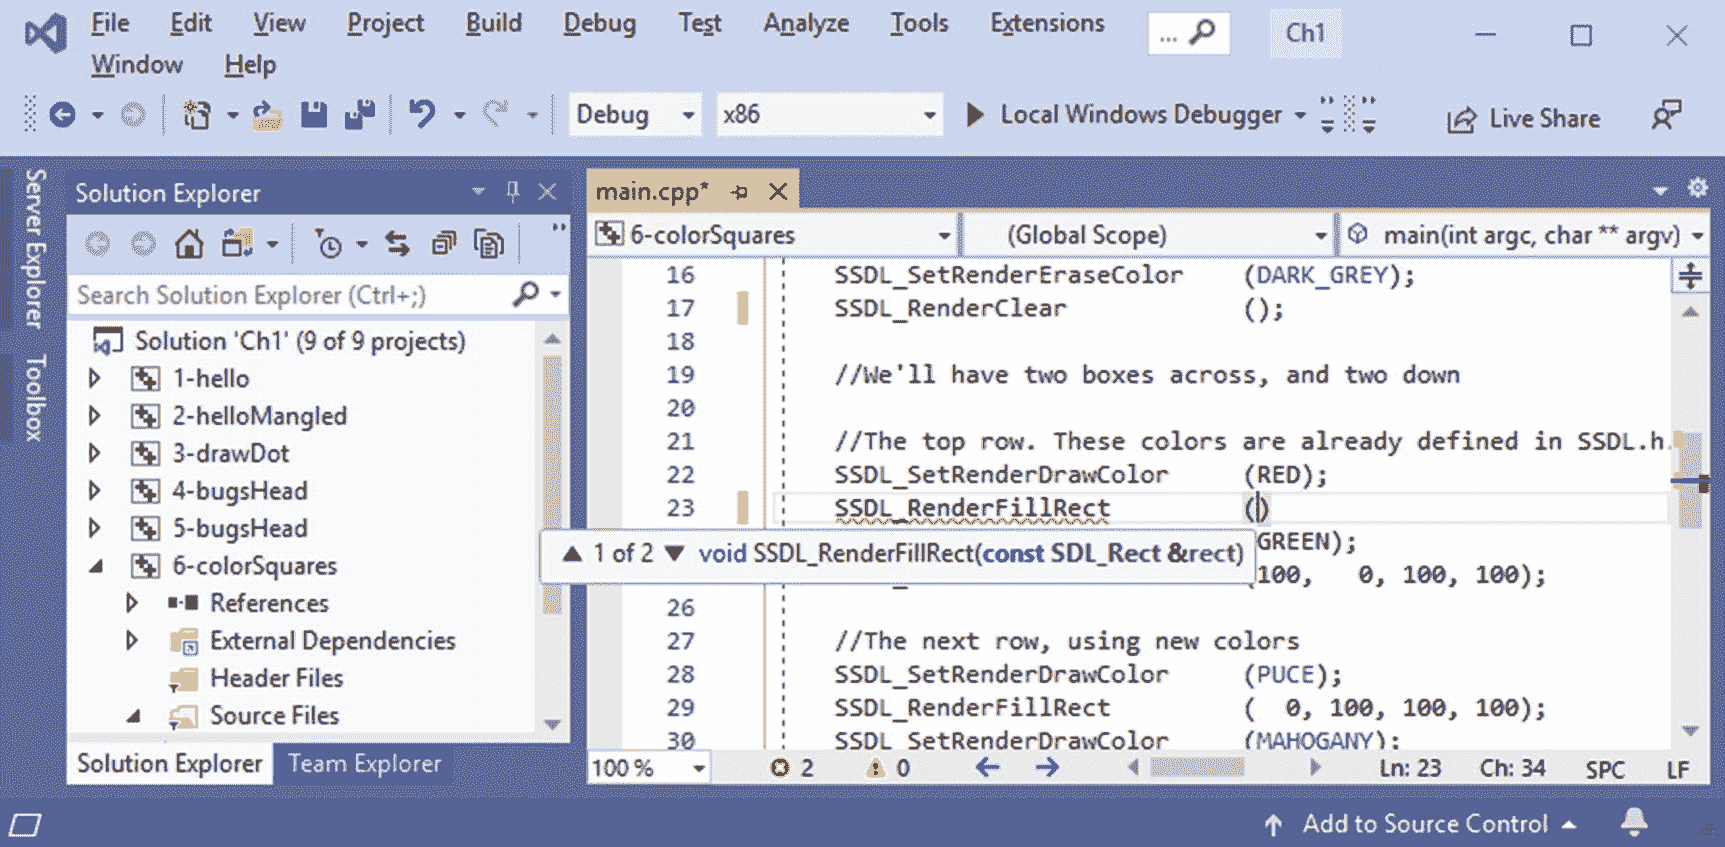 File Edit View Project Build Debug Test Analyze Tools Extensions ... Ch1
Window Help
Debug x86 Local Windows Debugger Live Share
Server Explorer
Toolbox
Solution Explorer
Search Solution Explorer (Ctrl+;)
Solution 'Ch1' (9 of 9 projects)
1-hello
2-helloMangled
3-drawDot
4-bugsHead
5-bugsHead
6-colorSquares
References
External Dependencies
Header Files
Source Files
Solution Explorer Team Explorer
main.cpp*
6-colorSquares (Global Scope) main(int argc, char ** argv)
16 SSDL_SetRenderEraseColor (DARK_GREY);
17 SSDL_RenderClear ();
18
19 //We'll have two boxes across, and two down
20
21 //The top row. These colors are already defined in SSDL.h.
22 SSDL_SetRenderDrawColor (RED);
23 SSDL_RenderFillRect ()
GREEN);
1 of 2 void SSDL_RenderFillRect(const SDL_Rect &rect)
100, 0, 100, 100);
26
27 //The next row, using new colors
28 SSDL_SetRenderDrawColor (PUCE);
29 SSDL_RenderFillRect ( 0, 100, 100, 100);
30 SSDL_SetRenderDrawColor (MAHOGANY);
100 % 2 0 Ln: 23 Ch: 34 SPC LF
Add to Source Control